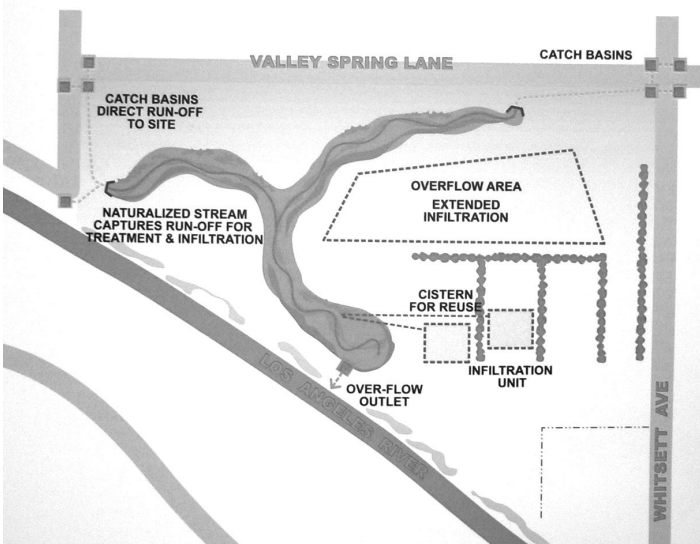 VALLEY SPRING LANE
CATCH BASINS
CATCH BASINS
DIRECT RUN-OFF
TO SITE
OVERFLOW AREA
EXTENDED
INFILTRATION
NATURALIZED STREAM
CAPTURES RUN-OFF FOR
TREATMENT & INFILTRATION
CISTERN
FOR REUSE
INFILTRATION
UNIT
OVER-FLOW
OUTLET
LOS ANGELES RIVER
WHITSETT AVE